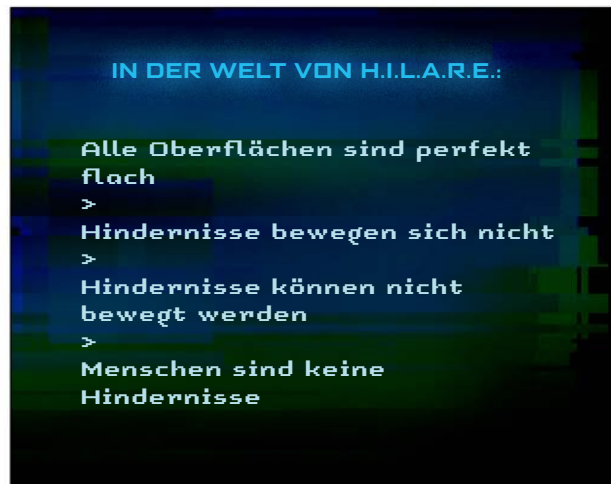 IN DER WELT VON H.I.L.A.R.E.:
Alle Oberflächen sind perfekt
flach
>
Hindernisse bewegen sich nicht
>
Hindernisse können nicht
bewegt werden
>
Menschen sind keine
Hindernisse